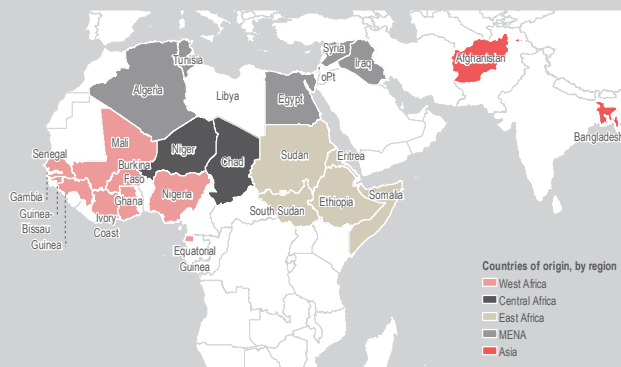 Syria
Afghanistan
Tunisia
Iraq
oPt
Algeria
Libya
Egypt
Bangladesh
Mali
Niger
Chad
Sudan
Eritrea
Senegal
Burkina
Faso
Gambia
Guinea-
Bissau
Guinea
Ivory
Coast
Ghana
Nigeria
South Sudan
Ethiopia
Somalia
Equatorial
Guinea
Countries of origin, by region
West Africa
Central Africa
East Africa
MENA
Asia